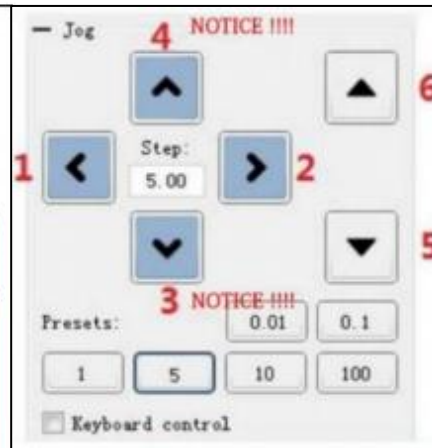 — Jog
4 NOTICE !!!!
6
Step:
1 5.00 2
5
3 NOTICE !!!!
Presets: 0.01 0.1
1 5 10 100
Keyboard control